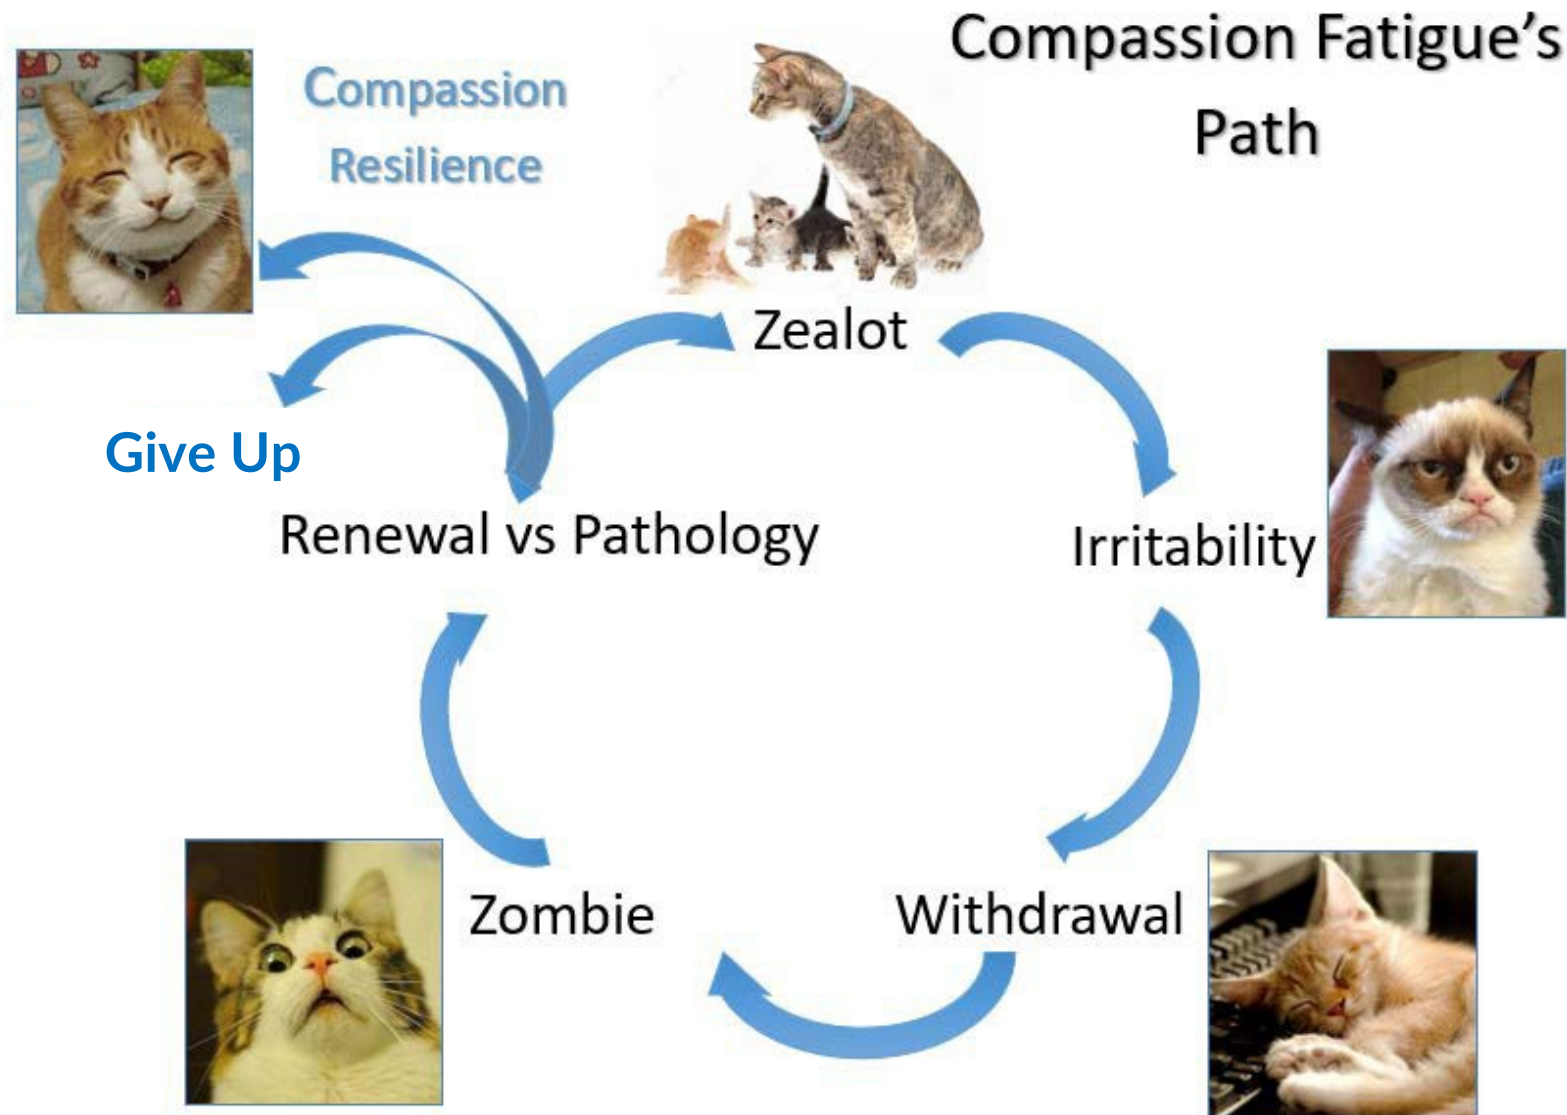 Compassion Fatigue’s
Path
Compassion
Resilience
Zealot
Give Up
Renewal vs Pathology
Irritability
Zombie
Withdrawal